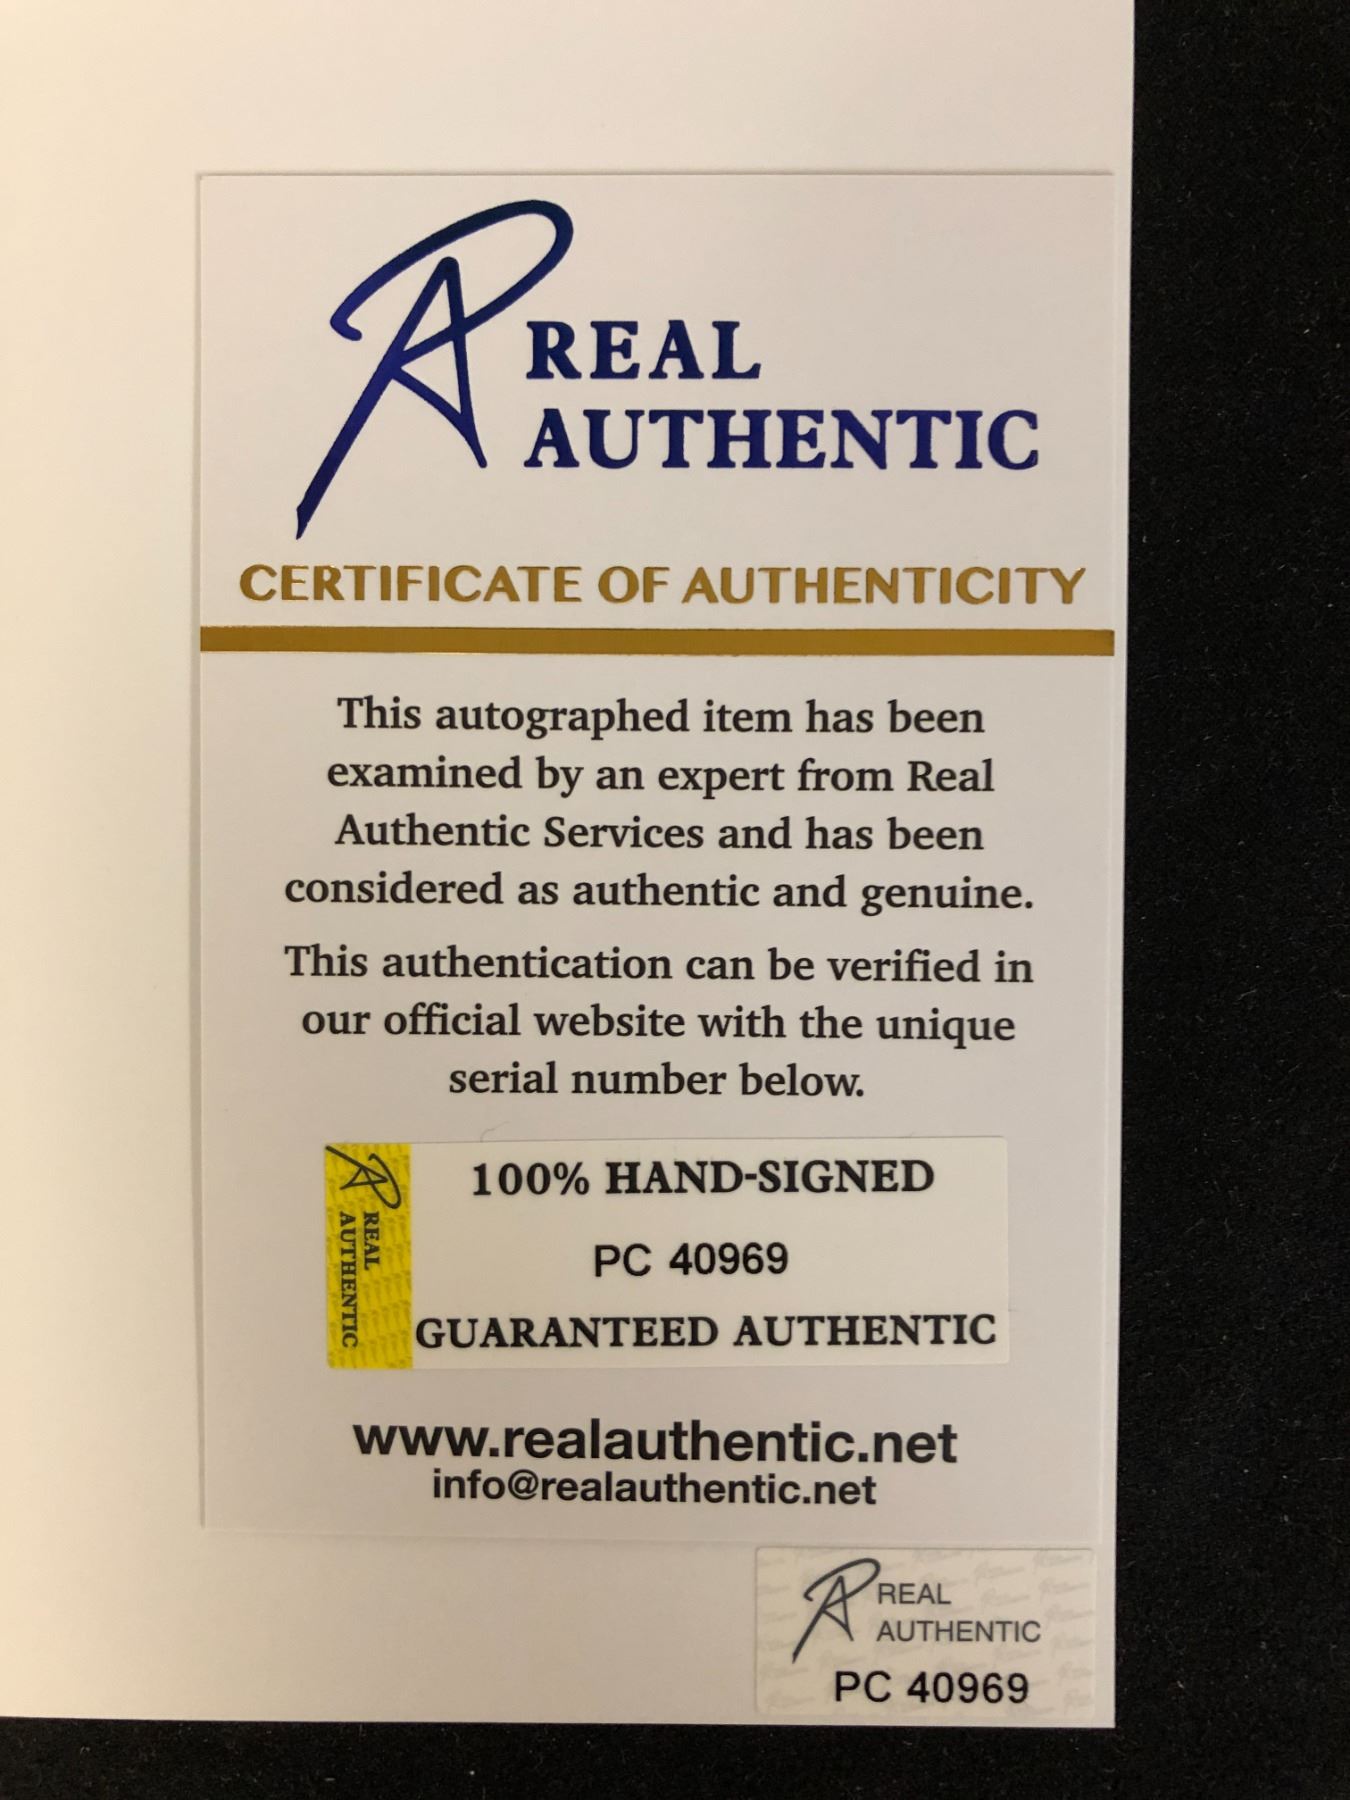 REAL
AUTHENTIC
CERTIFICATE OF AUTHENTICITY
This autographed item has been
examined by an expert from Real
Authentic Services and has been
considered as authentic and genuine.
This authentication can be verified in
our official website with the unique
serial number below.
REAL
AUTHENTIC
100% HAND-SIGNED
PC 40969
GUARANTEED AUTHENTIC
www.realauthentic.net
info@realauthentic.net
REAL
AUTHENTIC
PC 40969